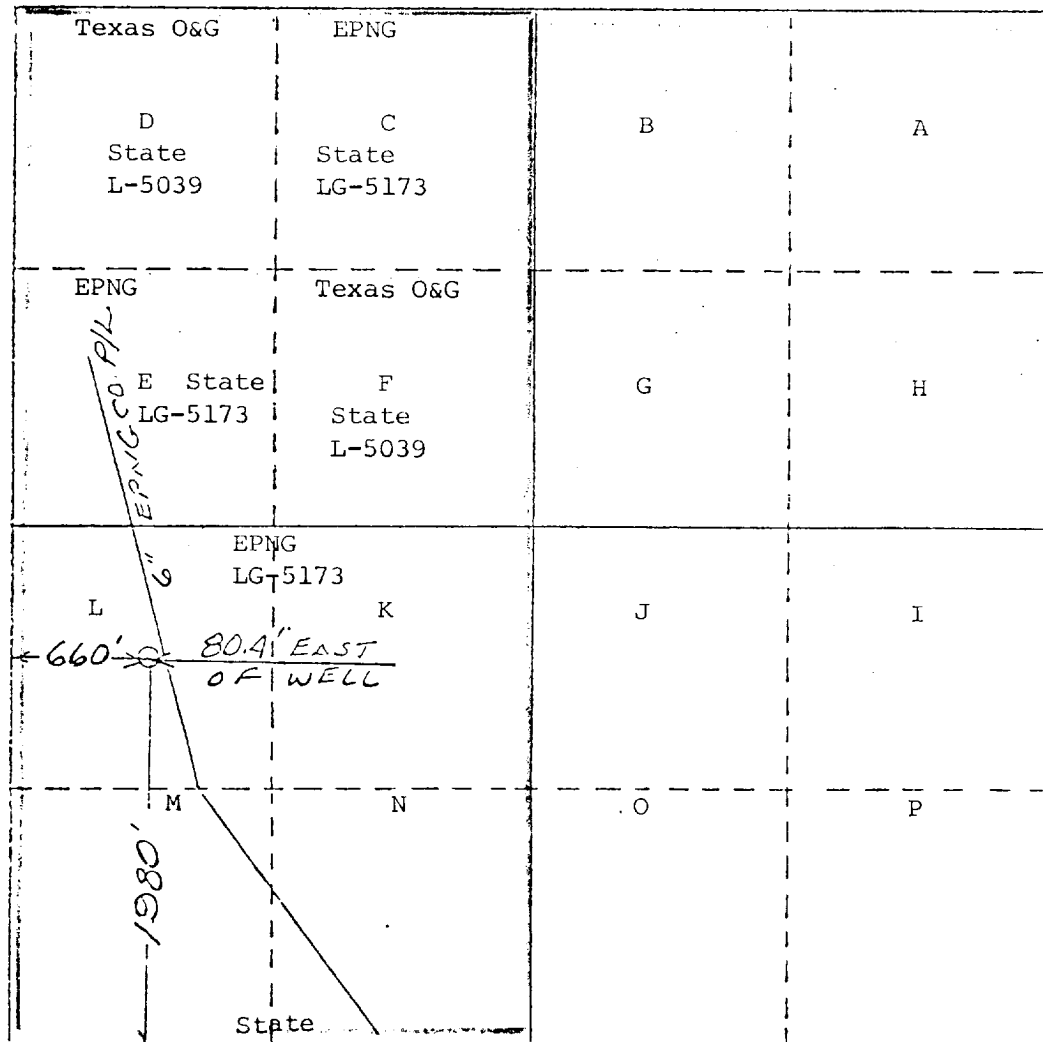 Texas O&G
EPNG
D
State
L-5039
C
State
LG-5173
B
A
EPNG
Texas O&G
E State
LG-5173
F
State
L-5039
G
H
6" EPNG CO. P/L
EPNG
LG-5173
L
K
J
I
660'
80.4' EAST
OF WELL
M
N
O
P
1980'
State